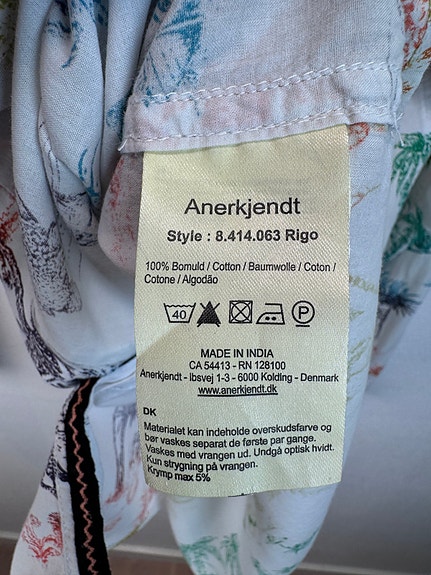 Anerkjendt
Style : 8.414.063 Rigo
100% Bomuld / Cotton / Baumwolle / Coton /
Cotone / Algodão
40 P
MADE IN INDIA
CA 54413 - RN 128100
Anerkjendt - Ibsvej 1-3 - 6000 Kolding - Denmark
www.anerkjendt.dk
DK
Materialet kan indeholde overskudsfarve og
bør vaskes separat de første par gange.
Vaskes med vrangen ud. Undgå optisk hvidt.
Kun strygning på vrangen.
Krymp max 5%